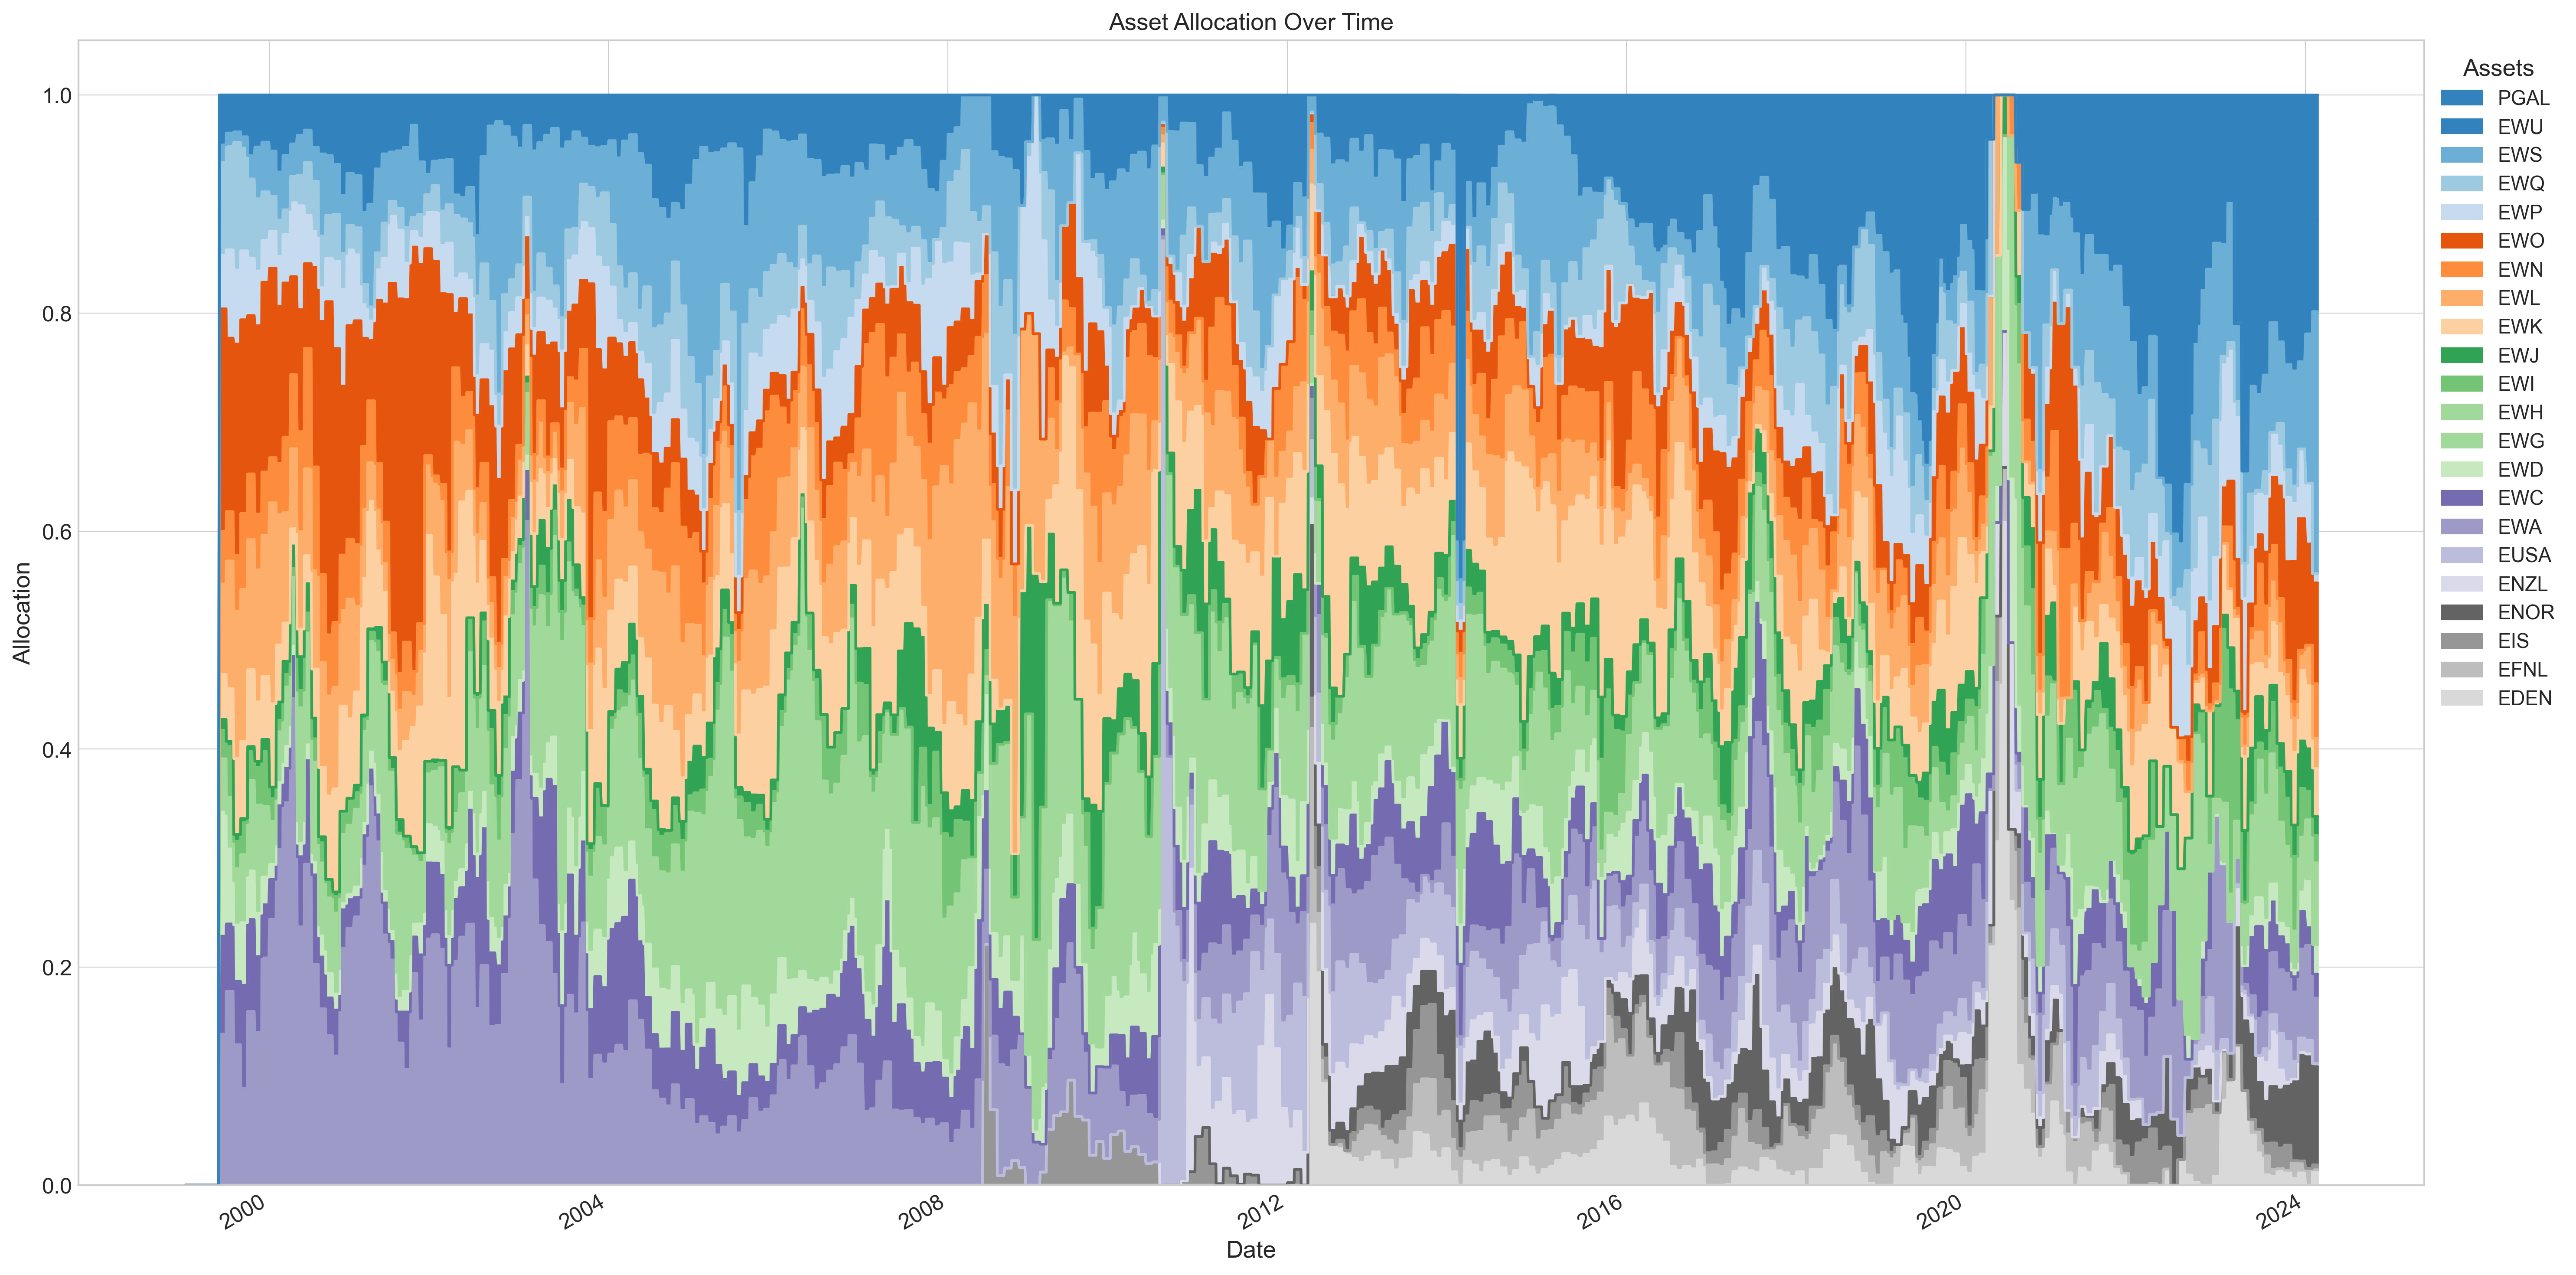 Asset Allocation Over Time
Assets
PGAL
EWU
EWS
EWQ
EWP
EWO
EWN
EWL
EWK
EWJ
EWI
EWH
EWG
EWD
EWC
EWA
EUSA
ENZL
ENOR
EIS
EFNL
EDEN
Allocation
1.0
0.8
0.6
0.4
0.2
0.0
2000
2004
2008
2012
2016
2020
2024
Date